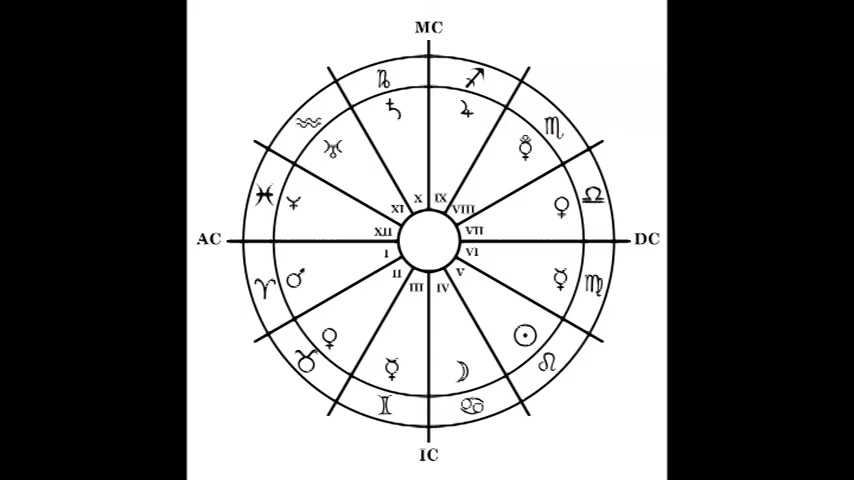 MC
♑ ♐
♄ ♃
♒ ♏
♅ ♇
♓ ♆ ♀ ♎
XI X IX VIII
XII VII
AC DC
I VI
II III IV V
♈ ♂ ☿ ♍
♀ ☉
♉ ☿ ☽ ♌
♊ ♋
IC